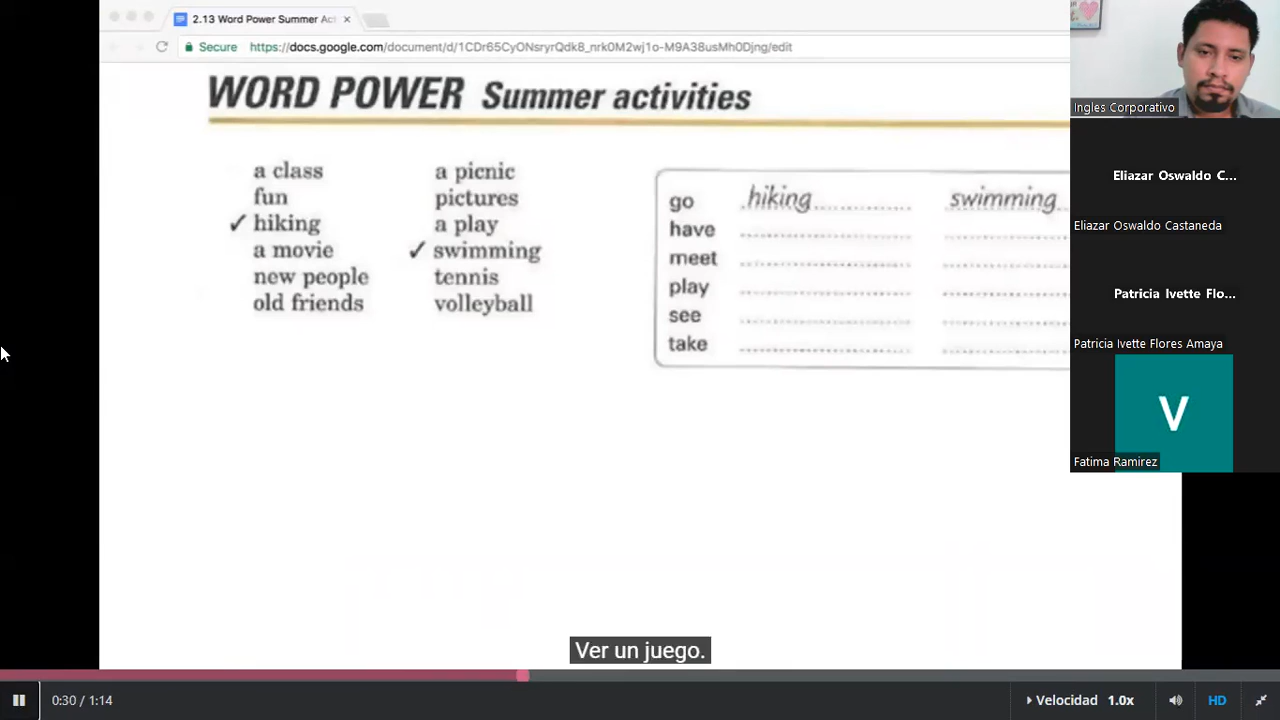 2.13 Word Power Summer Act
Secure https://docs.google.com/document/d/1CDr65CyONsryrQdk8_nrk0M2wj1o-M9A38usMh0Djng/edit
WORD POWER Summer activities
a class
fun
✓ hiking
a movie
new people
old friends
a picnic
pictures
a play
✓ swimming
tennis
volleyball
go hiking swimming
have
meet
play
see
take
Ingles Corporativo
Eliazar Oswaldo C...
Eliazar Oswaldo Castaneda
Patricia Ivette Flo...
Patricia Ivette Flores Amaya
V
Fatima Ramirez
Ver un juego.
0:30 / 1:14
Velocidad 1.0x
HD